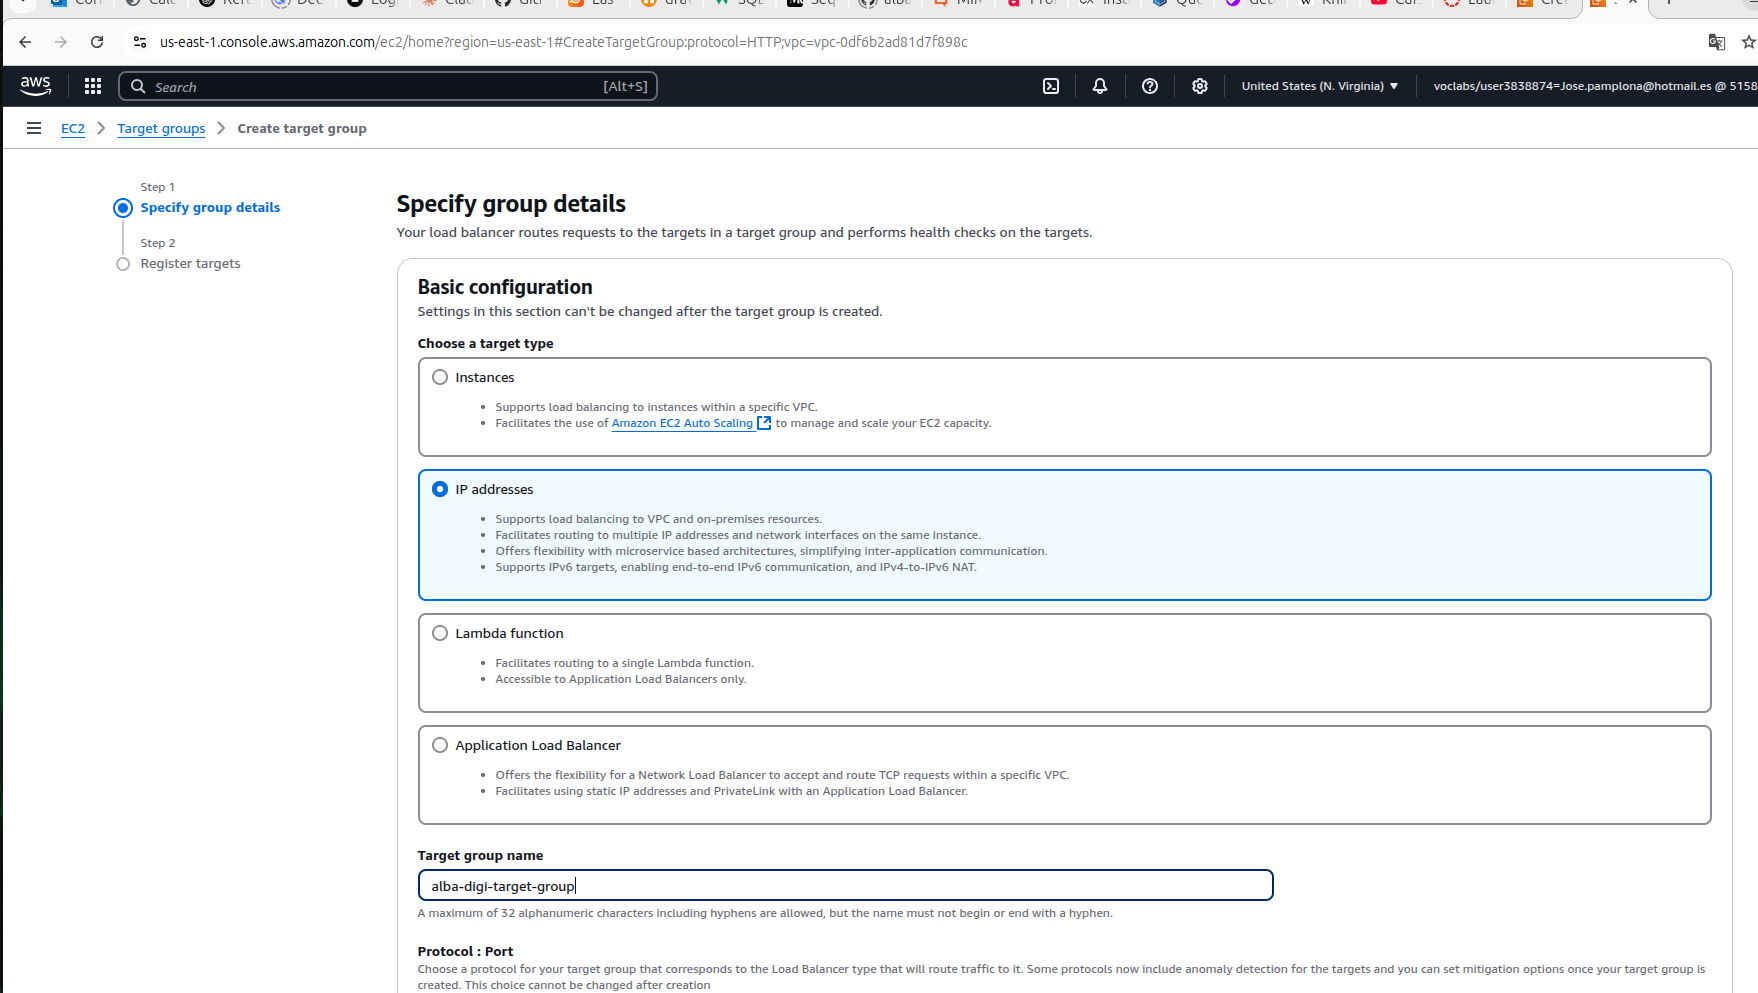 us-east-1.console.aws.amazon.com/ec2/home?region=us-east-1#CreateTargetGroup:protocol=HTTP;vpc=vpc-0df6b2ad81d7f898c
aws Search [Alt+S] United States (N. Virginia) voclabs/user3838874=Jose.pamplona@hotmail.es @ 5158
EC2 > Target groups > Create target group
Step 1
Specify group details
Step 2
Register targets
Specify group details
Your load balancer routes requests to the targets in a target group and performs health checks on the targets.
Basic configuration
Settings in this section can't be changed after the target group is created.
Choose a target type
Instances
• Supports load balancing to instances within a specific VPC.
• Facilitates the use of Amazon EC2 Auto Scaling to manage and scale your EC2 capacity.
IP addresses
• Supports load balancing to VPC and on-premises resources.
• Facilitates routing to multiple IP addresses and network interfaces on the same instance.
• Offers flexibility with microservice based architectures, simplifying inter-application communication.
• Supports IPv6 targets, enabling end-to-end IPv6 communication, and IPv4-to-IPv6 NAT.
Lambda function
• Facilitates routing to a single Lambda function.
• Accessible to Application Load Balancers only.
Application Load Balancer
• Offers the flexibility for a Network Load Balancer to accept and route TCP requests within a specific VPC.
• Facilitates using static IP addresses and PrivateLink with an Application Load Balancer.
Target group name
alba-digi-target-group
A maximum of 32 alphanumeric characters including hyphens are allowed, but the name must not begin or end with a hyphen.
Protocol : Port
Choose a protocol for your target group that corresponds to the Load Balancer type that will route traffic to it. Some protocols now include anomaly detection for the targets and you can set mitigation options once your target group is
created. This choice cannot be changed after creation